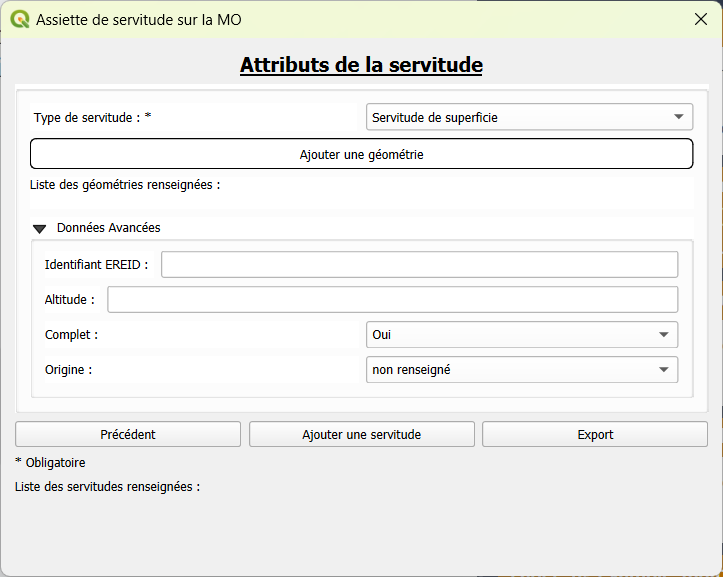 Assiette de servitude sur la MO
Attributs de la servitude
Type de servitude : * Servitude de superficie
Ajouter une géométrie
Liste des géométries renseignées :
Données Avancées
Identifiant EREID :
Altitude :
Complet : Oui
Origine : non renseigné
Précédent Ajouter une servitude Export
* Obligatoire
Liste des servitudes renseignées :